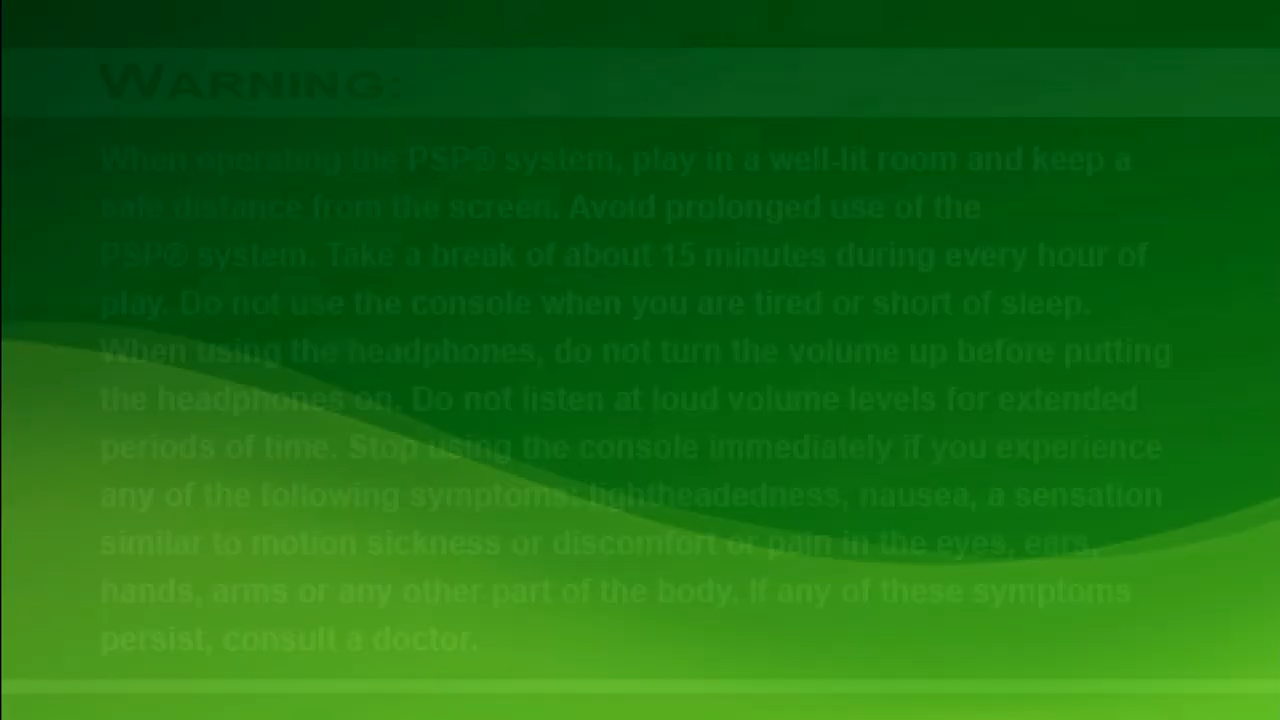 WARNING:
When operating the PSP® system, play in a well-lit room and keep a
safe distance from the screen. Avoid prolonged use of the
PSP® system. Take a break of about 15 minutes during every hour of
play. Do not use the console when you are tired or short of sleep.
When using the headphones, do not turn the volume up before putting
the headphones on. Do not listen at loud volume levels for extended
periods of time. Stop using the console immediately if you experience
any of the following symptoms: lightheadedness, nausea, a sensation
similar to motion sickness or discomfort or pain in the eyes, ears,
hands, arms or any other part of the body. If any of these symptoms
persist, consult a doctor.